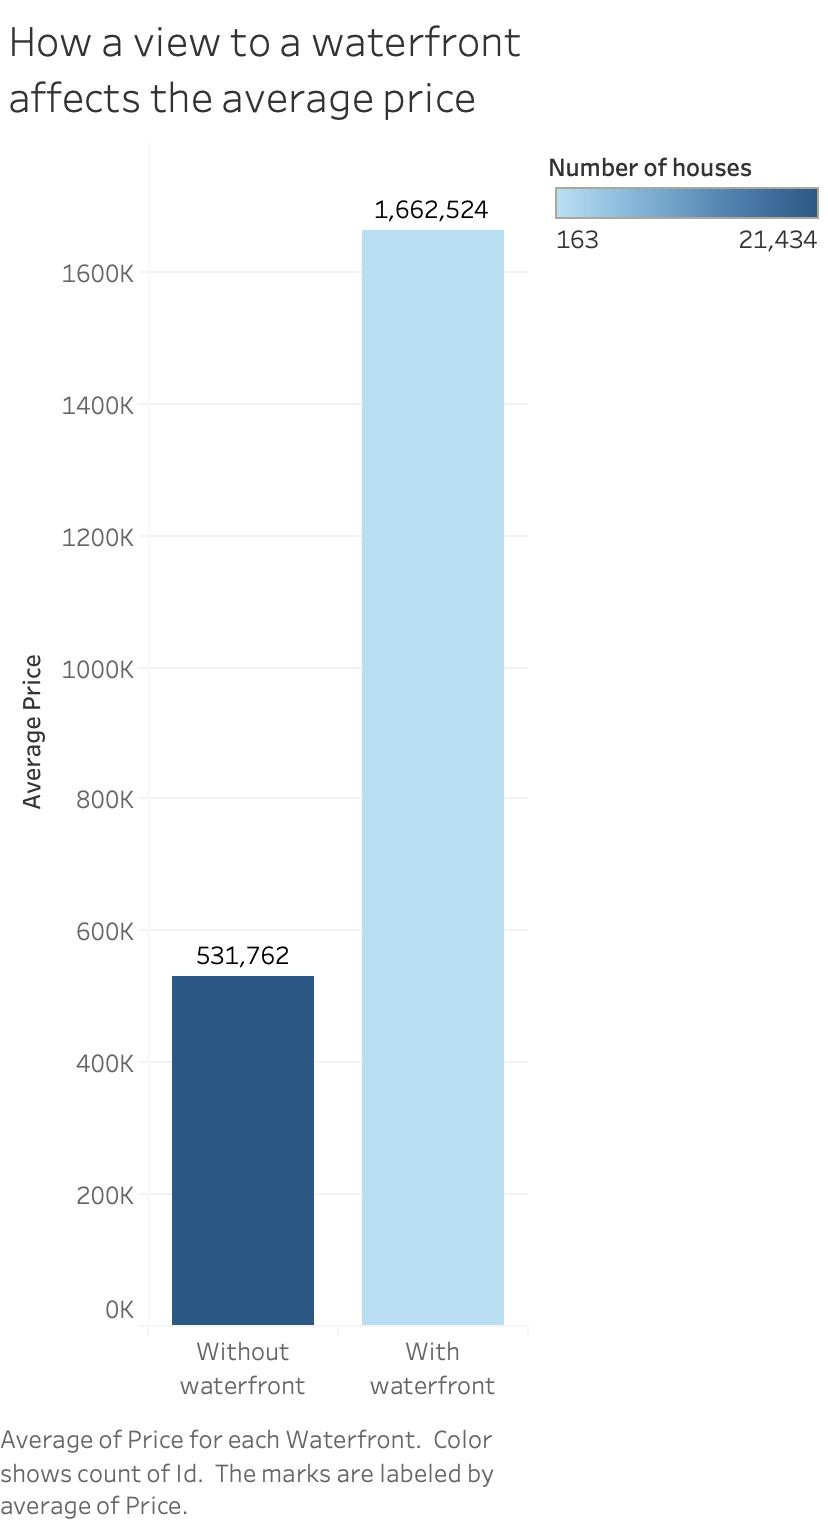 How a view to a waterfront
affects the average price
Number of houses
163 21,434
1,662,524
1600K
1400K
1200K
1000K
Average Price
800K
600K
531,762
400K
200K
0K
Without
waterfront
With
waterfront
Average of Price for each Waterfront.  Color
shows count of Id.  The marks are labeled by
average of Price.